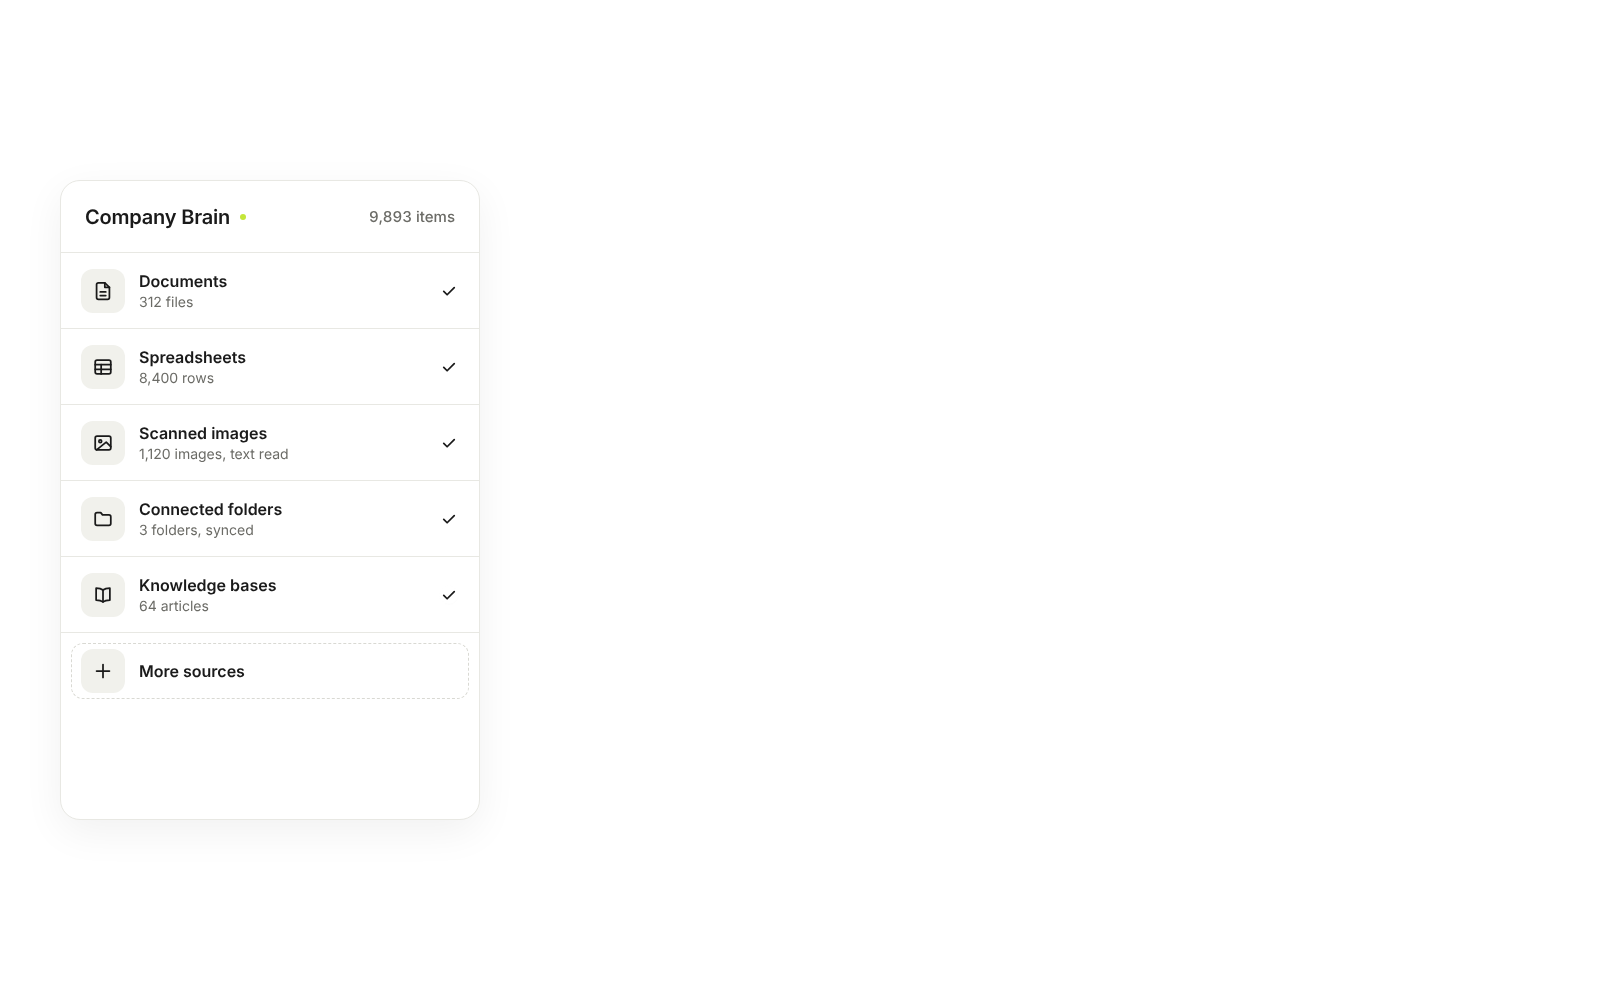 Company Brain
9,893 items
Documents
312 files
Spreadsheets
8,400 rows
Scanned images
1,120 images, text read
Connected folders
3 folders, synced
Knowledge bases
64 articles
More sources